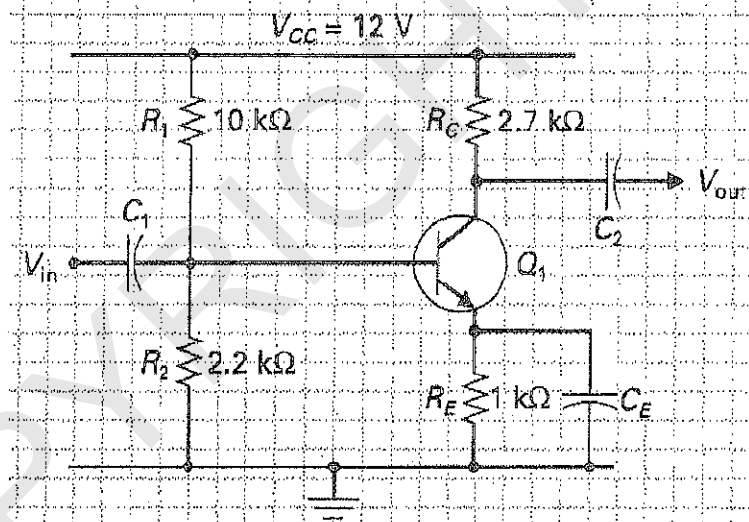 V_CC = 12 V
R_1 10 kΩ
R_C 2.7 kΩ
C_1
V_out
C_2
V_in
Q_1
R_2 2.2 kΩ
R_E 1 kΩ
C_E
PYRIGHT